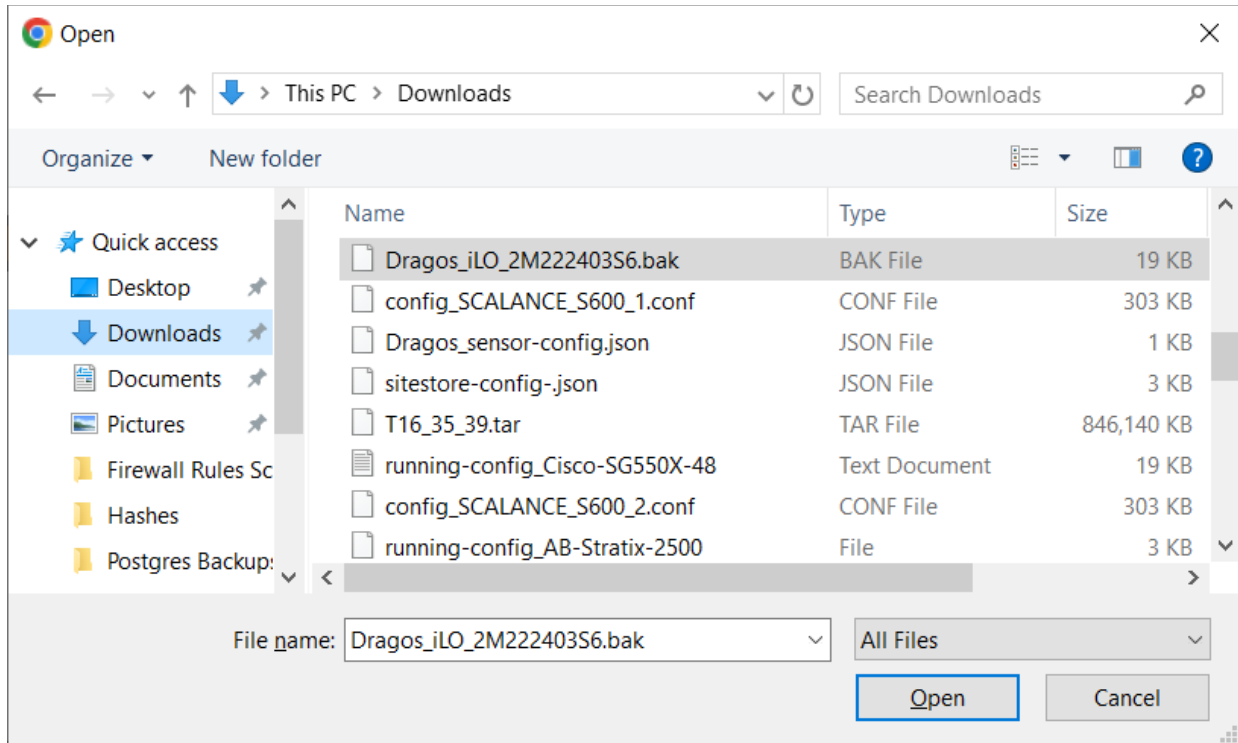 Open
This PC > Downloads
Search Downloads
Organize
New folder
Name
Type
Size
Quick access
Desktop
Downloads
Documents
Pictures
Firewall Rules Sc
Hashes
Postgres Backup
Dragos_iLO_2M222403S6.bak BAK File 19 KB
config_SCALANCE_S600_1.conf CONF File 303 KB
Dragos_sensor-config.json JSON File 1 KB
sitestore-config-.json JSON File 3 KB
T16_35_39.tar TAR File 846,140 KB
running-config_Cisco-SG550X-48 Text Document 19 KB
config_SCALANCE_S600_2.conf CONF File 303 KB
running-config_AB-Stratix-2500 File 3 KB
File name: Dragos_iLO_2M222403S6.bak
All Files
Open
Cancel